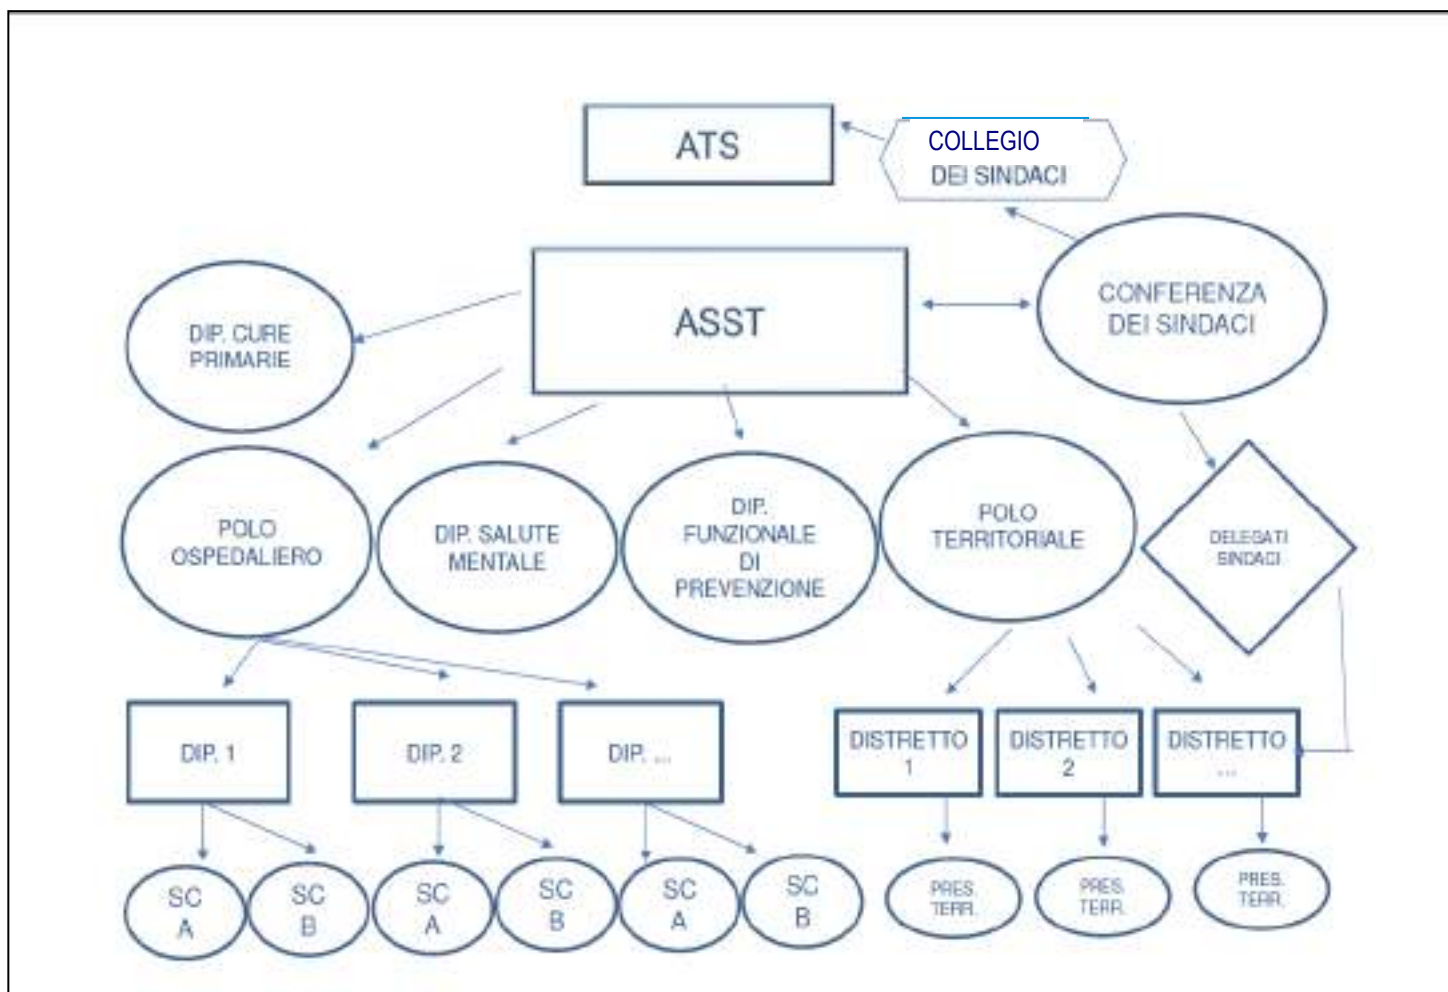 ATS
COLLEGIO
DEI SINDACI
CONFERENZA
DEI SINDACI
ASST
DIP. CURE
PRIMARIE
POLO
OSPEDALIERO
DIP. SALUTE
MENTALE
DIP.
FUNZIONALE
DI
PREVENZIONE
POLO
TERRITORIALE
DELEGATI
SINDACI
DIP. 1
DIP. 2
DIP. ...
DISTRETTO
1
DISTRETTO
2
DISTRETTO
...
SC
A
SC
B
SC
A
SC
B
SC
A
SC
B
PRES.
TERR.
PRES.
TERR.
PRES.
TERR.